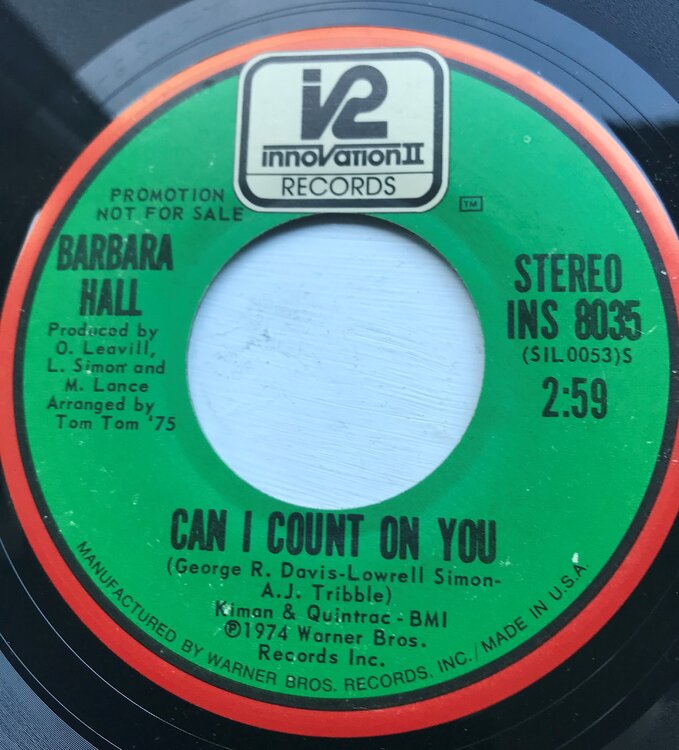 i2
innovation II
RECORDS
TM
PROMOTION
NOT FOR SALE
BARBARA
HALL
Produced by
O. Leavill,
L. Simon and
M. Lance
Arranged by
Tom Tom '75
STEREO
INS 8035
(SIL0053)S
2:59
CAN I COUNT ON YOU
(George R. Davis-Lowrell Simon-
A.J. Tribble)
Kiman & Quintrac - BMI
℗1974 Warner Bros.
Records Inc.
MANUFACTURED BY WARNER BROS. RECORDS, INC./MADE IN U.S.A.